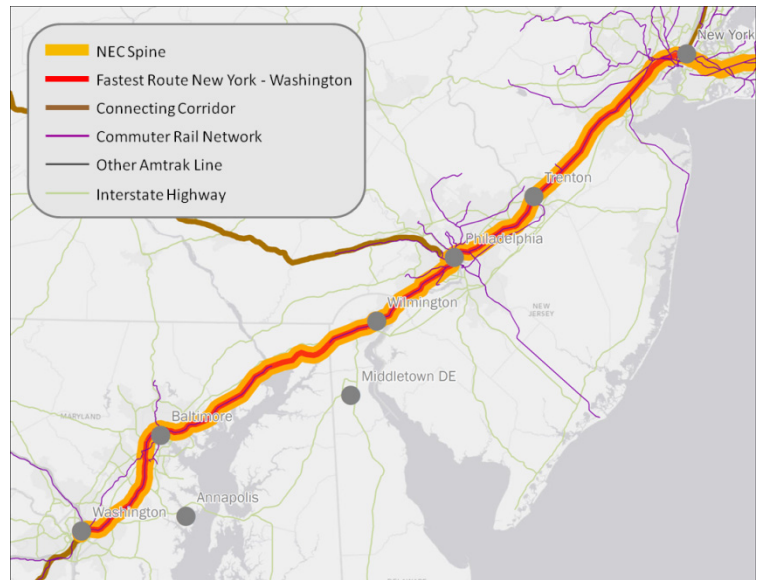 NEC Spine
Fastest Route New York - Washington
Connecting Corridor
Commuter Rail Network
Other Amtrak Line
Interstate Highway
New York
Trenton
Philadelphia
Wilmington
NEW
JERSEY
Middletown DE
MARYLAND
Baltimore
Annapolis
Washington